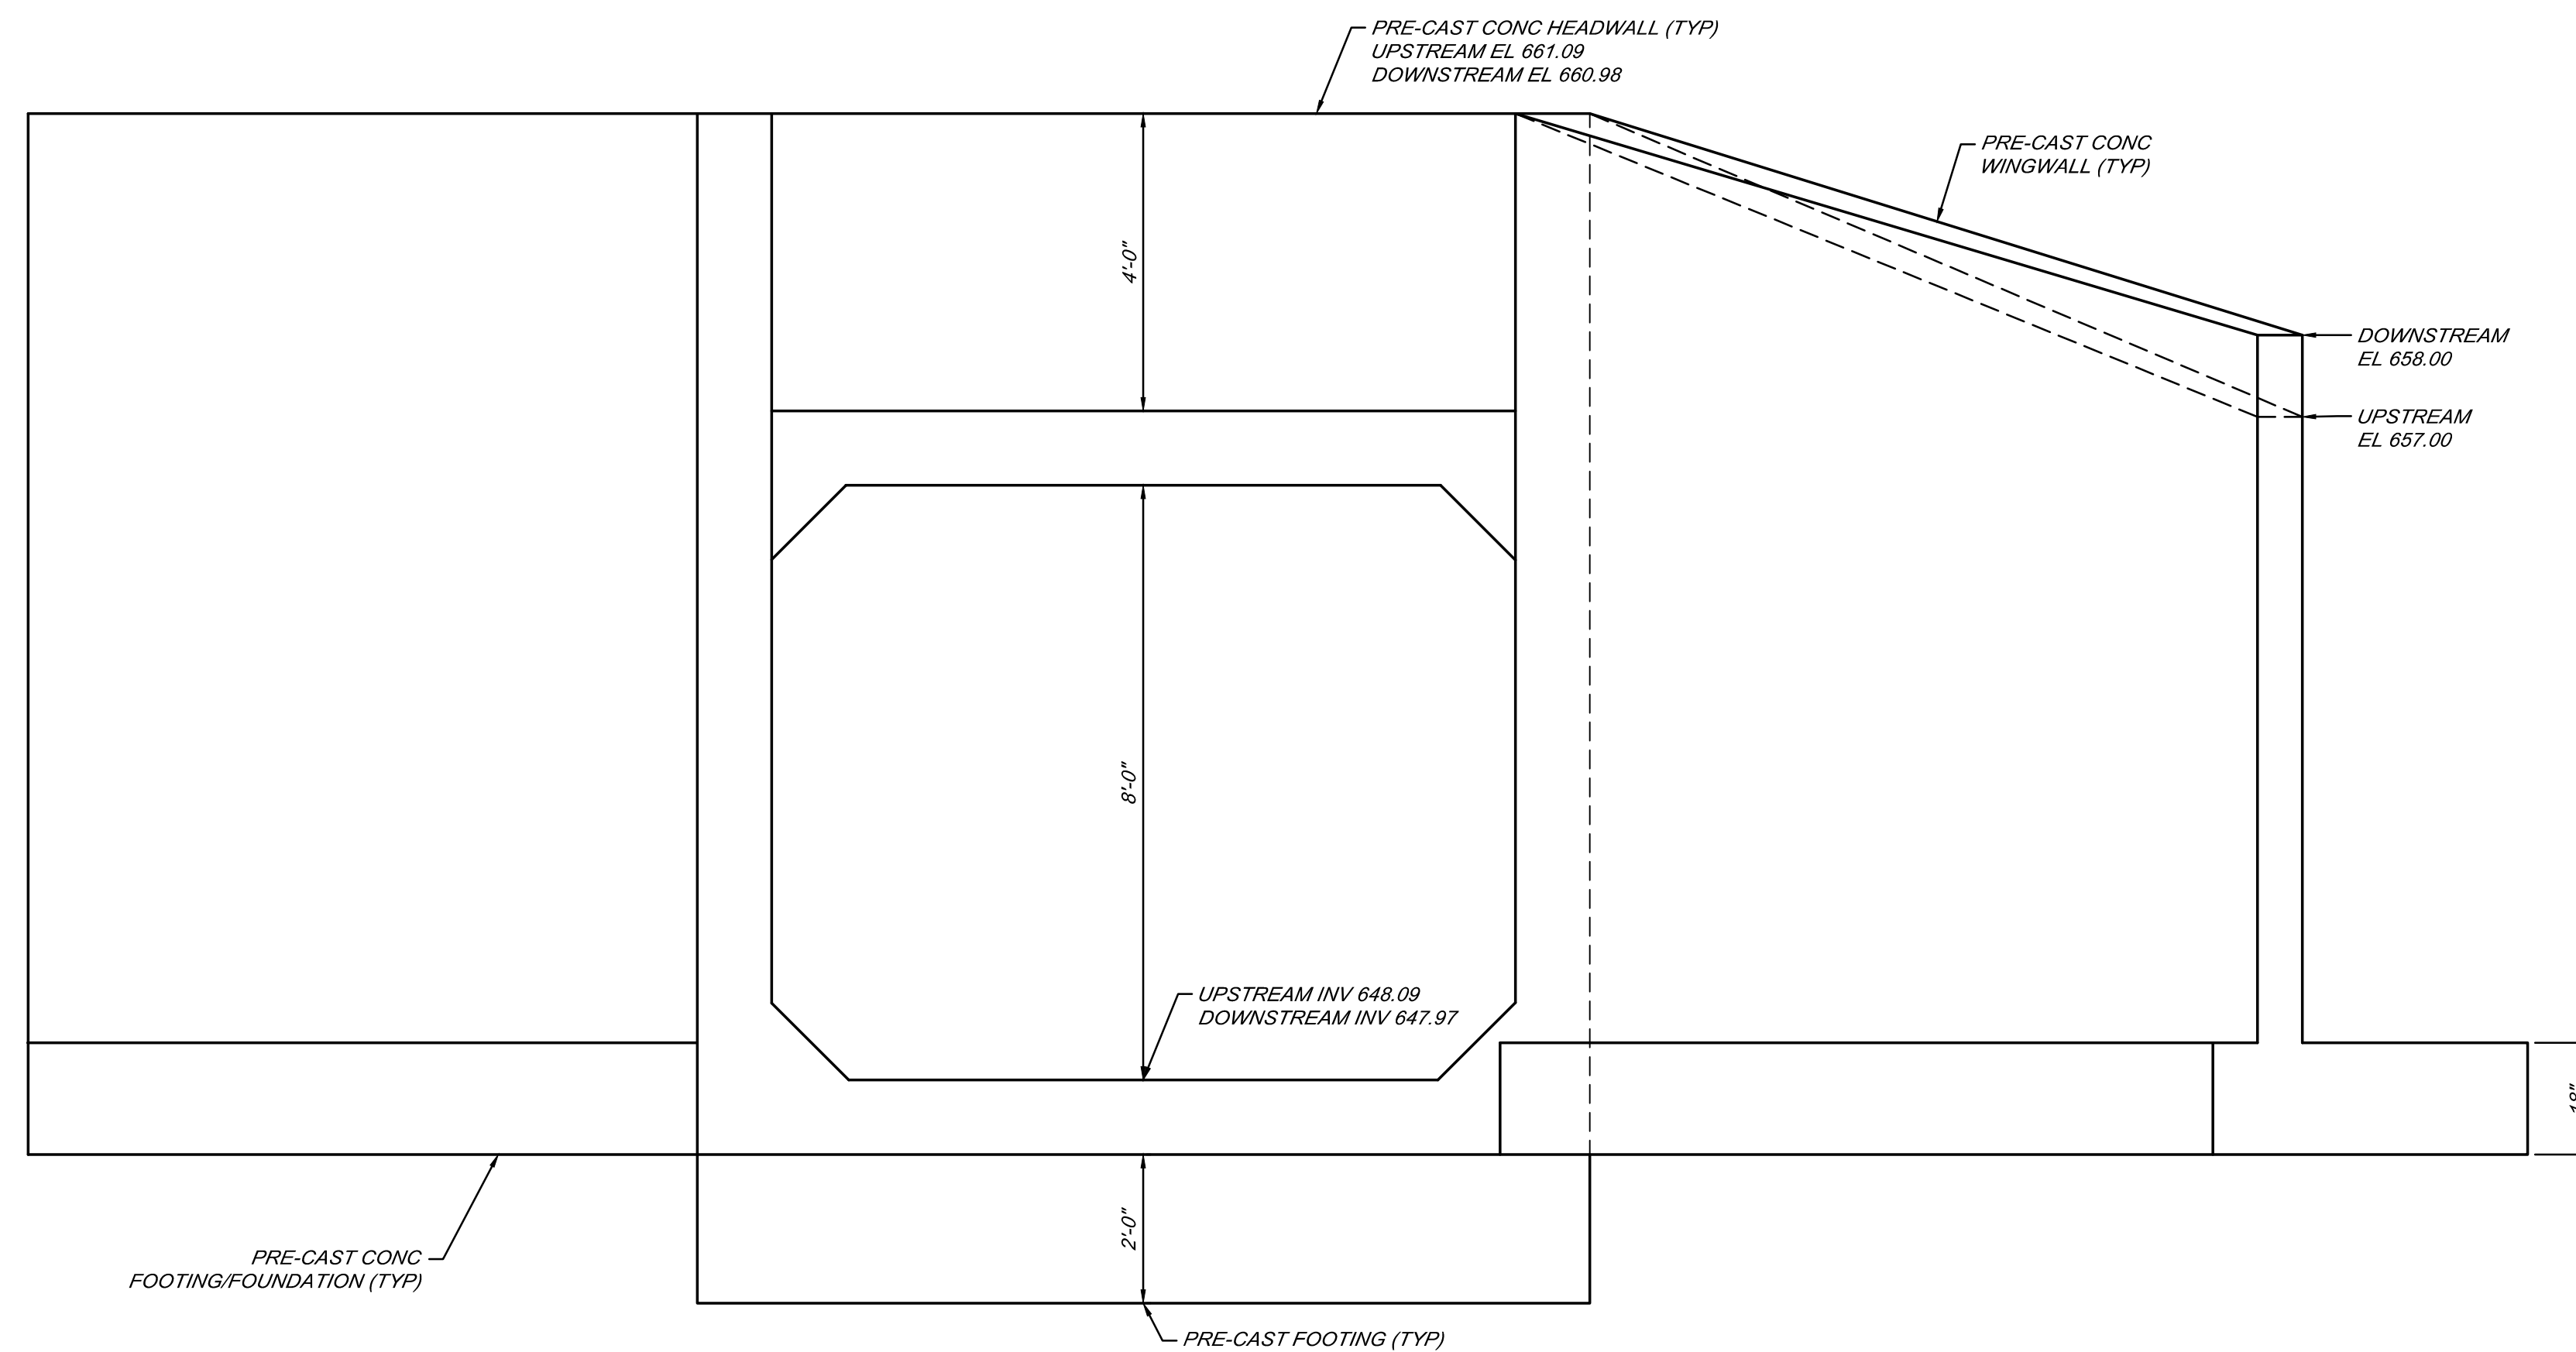 PRE-CAST CONC HEADWALL (TYP)
UPSTREAM EL 661.09
DOWNSTREAM EL 660.98
PRE-CAST CONC
WINGWALL (TYP)
4'-0"
DOWNSTREAM
EL 658.00
UPSTREAM
EL 657.00
8'-0"
UPSTREAM INV 648.09
DOWNSTREAM INV 647.97
18"
2'-0"
PRE-CAST CONC
FOOTING/FOUNDATION (TYP)
PRE-CAST FOOTING (TYP)